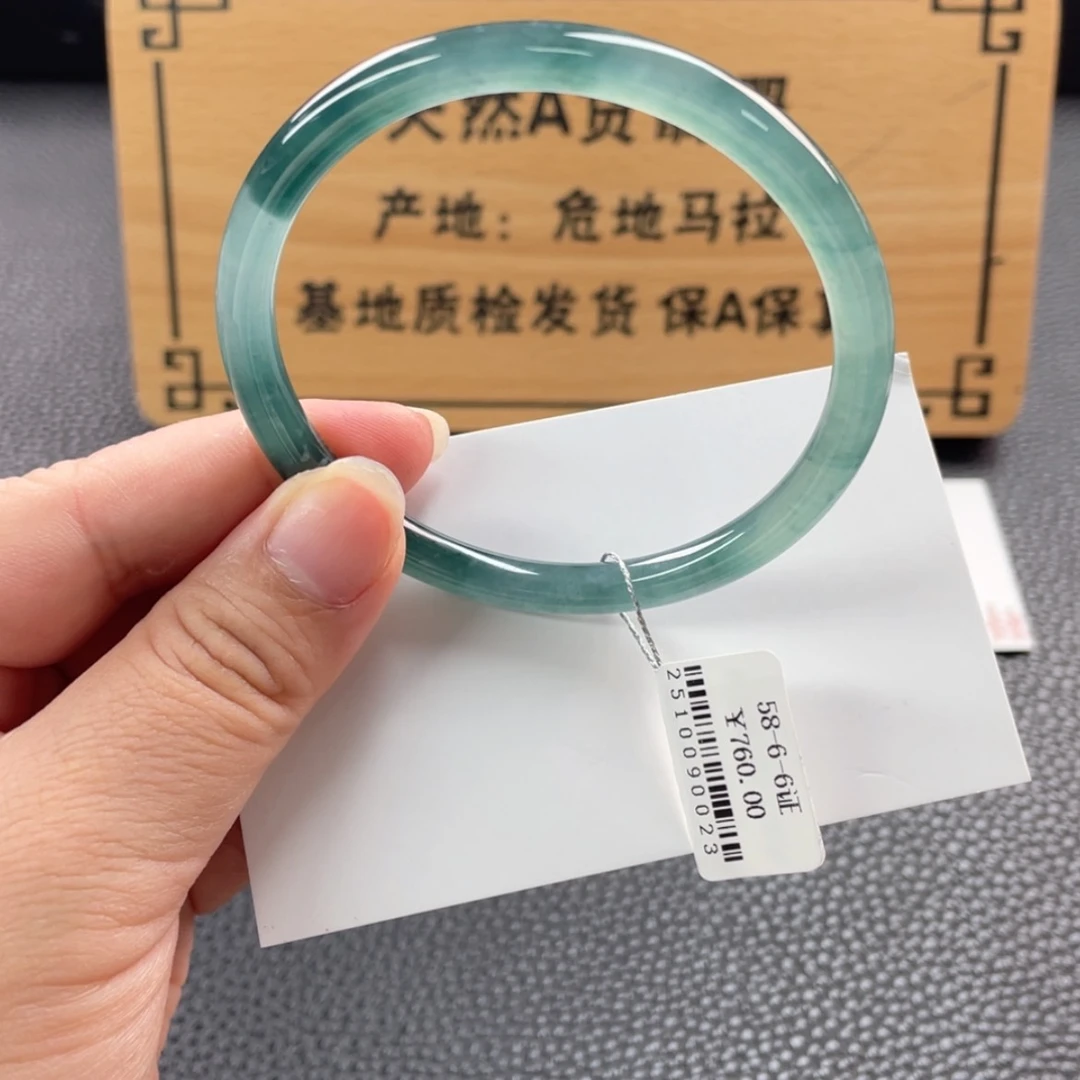 天然A货
产地：危地马拉
基地质检发货 保A保真
58-6-6证
¥760.00
2510090023